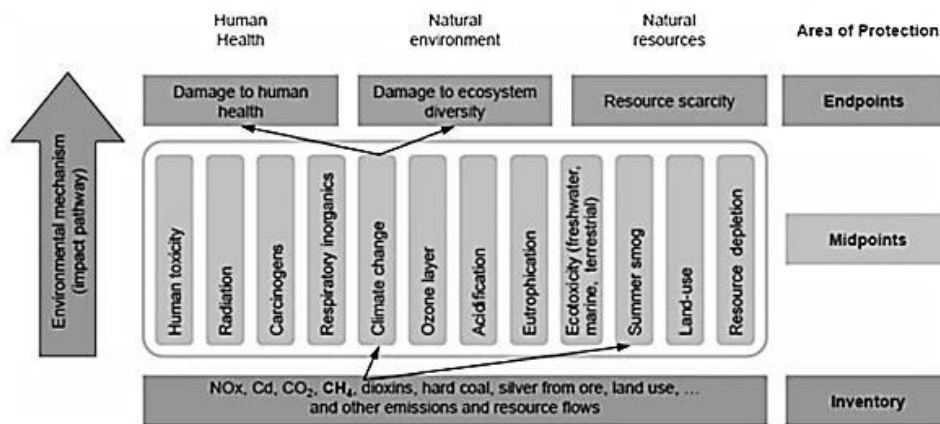 Human
Health
Natural
environment
Natural
resources
Area of Protection
Damage to human
health
Damage to ecosystem
diversity
Resource scarcity
Endpoints
Environmental mechanism
(impact pathway)
Human toxicity
Radiation
Carcinogens
Respiratory inorganics
Climate change
Ozone layer
Acidification
Eutrophication
Ecotoxicity (freshwater,
marine, terrestrial)
Summer smog
Land-use
Resource depletion
Midpoints
NOx, Cd, CO₂, CH₄, dioxins, hard coal, silver from ore, land use, ...
and other emissions and resource flows
Inventory